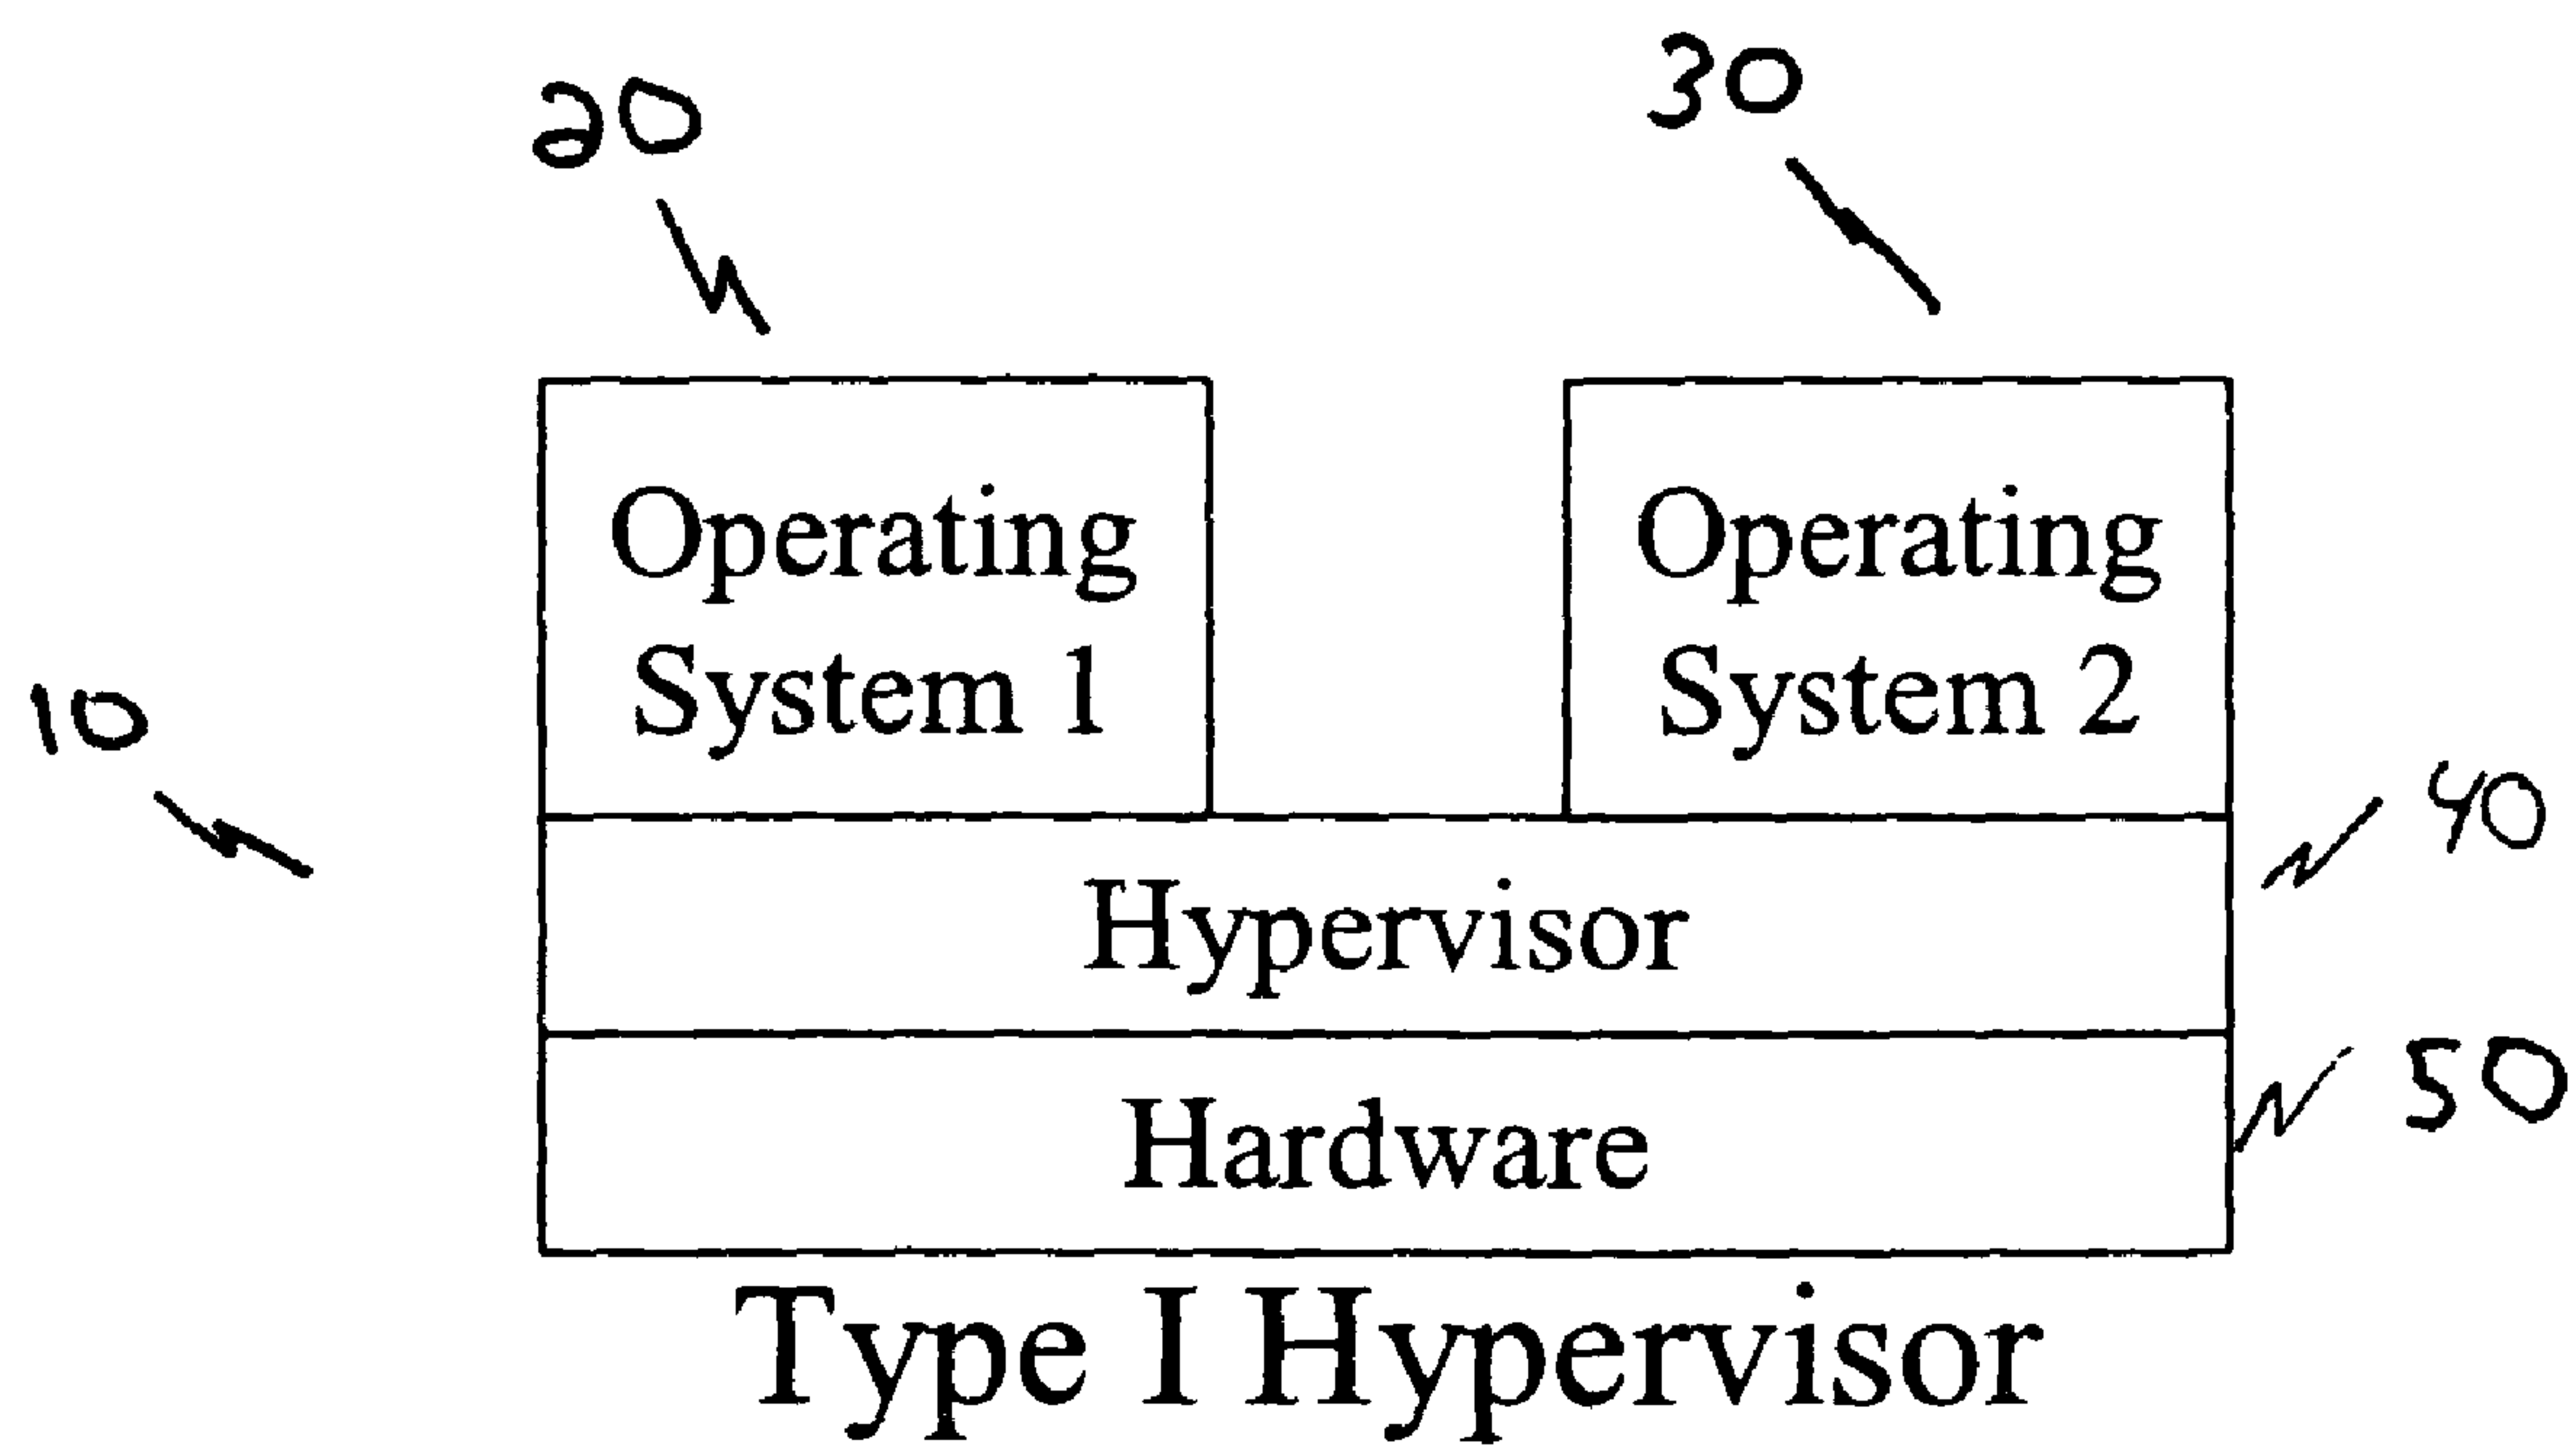 20
30
Operating
System 1
Operating
System 2
10
40
Hypervisor
50
Hardware
Type I Hypervisor